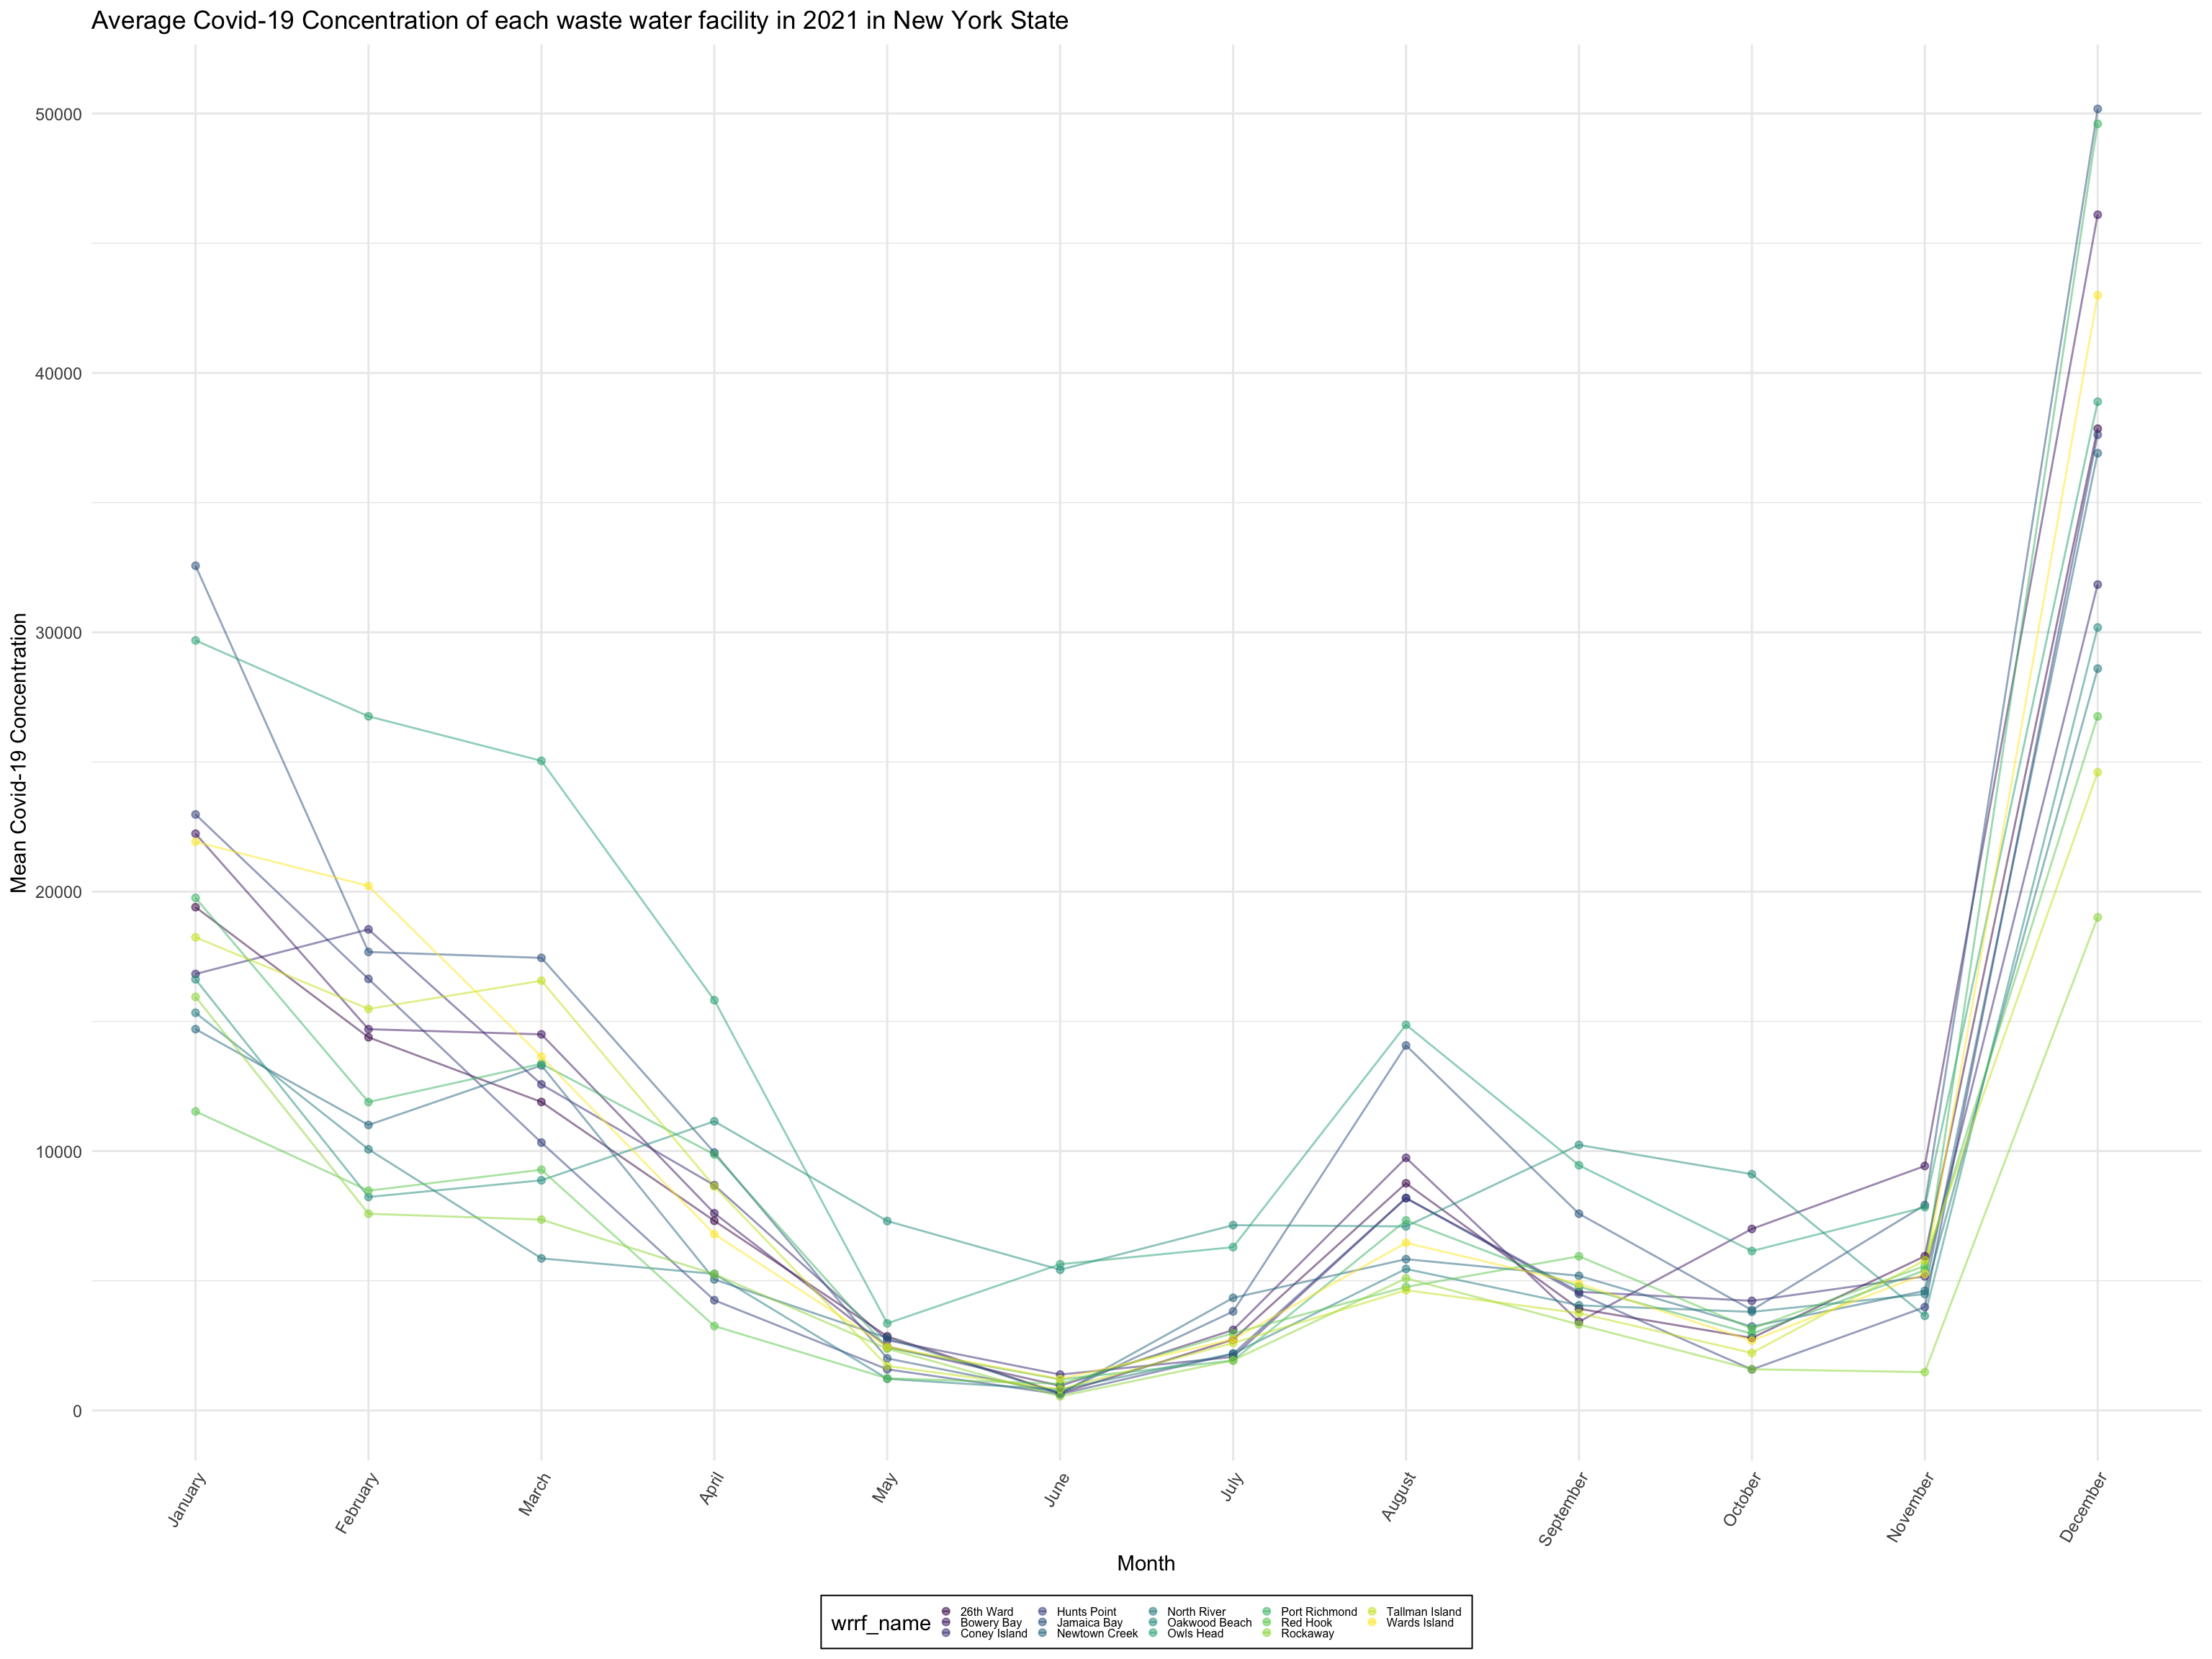 Average Covid-19 Concentration of each waste water facility in 2021 in New York State
Mean Covid-19 Concentration
50000
40000
30000
20000
10000
0
January
February
March
April
May
June
July
August
September
October
November
December
Month
wrrf_name
26th Ward
Bowery Bay
Coney Island
Hunts Point
Jamaica Bay
Newtown Creek
North River
Oakwood Beach
Owls Head
Port Richmond
Red Hook
Rockaway
Tallman Island
Wards Island